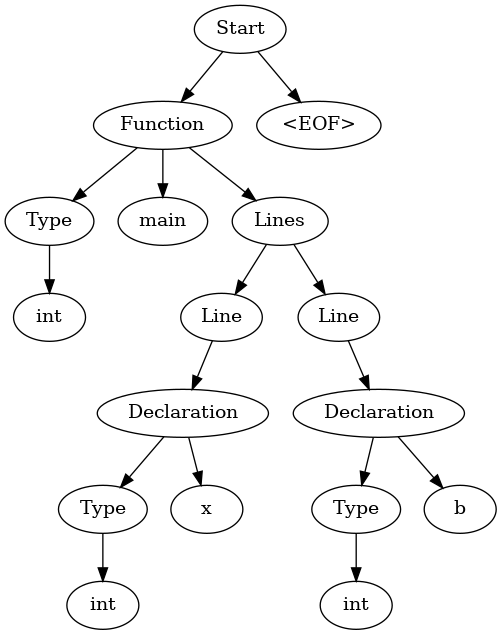 Start
Function
<EOF>
Type
main
Lines
int
Line
Line
Declaration
Declaration
Type
x
Type
b
int
int